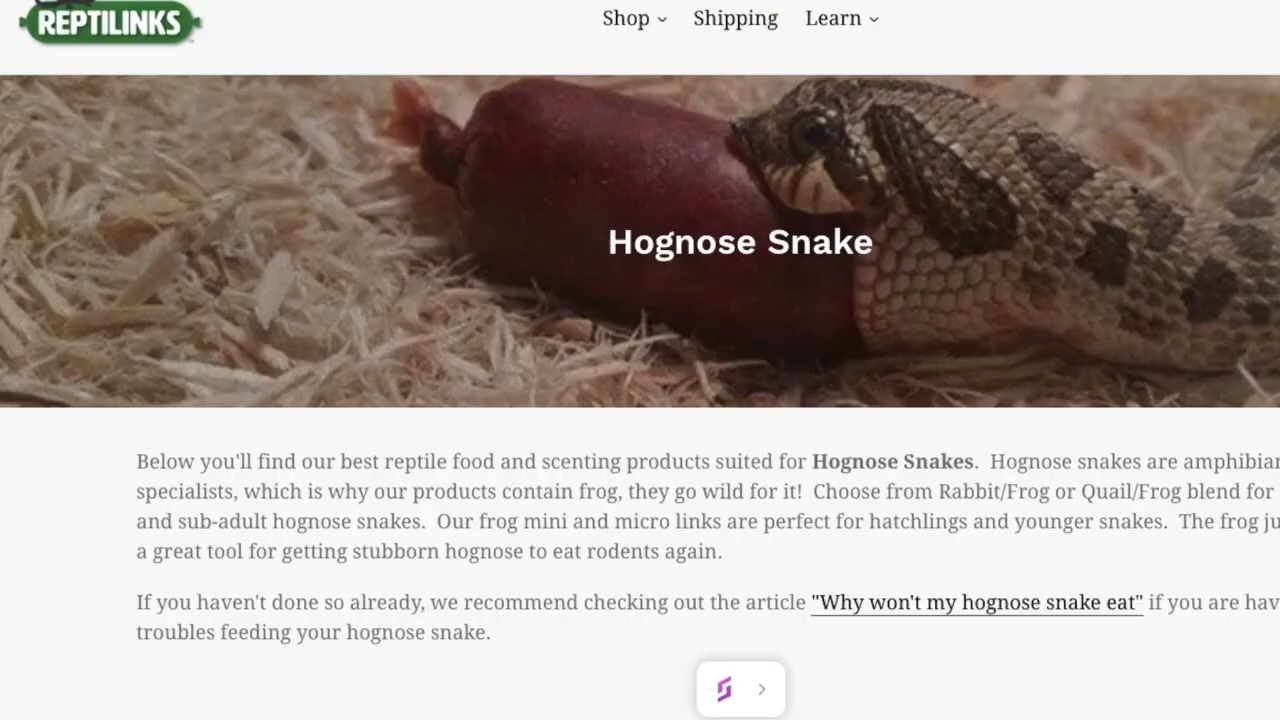 REPTILINKS
Shop Shipping Learn
Hognose Snake
Below you'll find our best reptile food and scenting products suited for Hognose Snakes. Hognose snakes are amphibian
specialists, which is why our products contain frog, they go wild for it! Choose from Rabbit/Frog or Quail/Frog blend for
and sub-adult hognose snakes. Our frog mini and micro links are perfect for hatchlings and younger snakes. The frog
a great tool for getting stubborn hognose to eat rodents again.
If you haven't done so already, we recommend checking out the article "Why won't my hognose snake eat" if you are
troubles feeding your hognose snake.